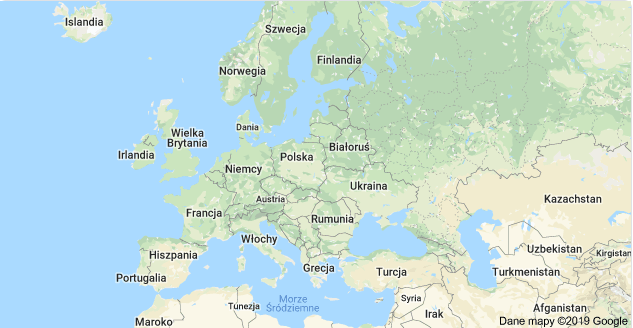 Islandia
Szwecja
Finlandia
Norwegia
Dania
Wielka
Brytania
Irlandia
Białoruś
Polska
Niemcy
Ukraina
Austria
Kazachstan
Francja
Rumunia
Włochy
Uzbekistan
Hiszpania
Kirgistan
Grecja
Turcja
Turkmenistan
Portugalia
Morze
Śródziemne
Syria
Tunezja
Afganistan
Irak
Maroko
Dane mapy ©2019 Google